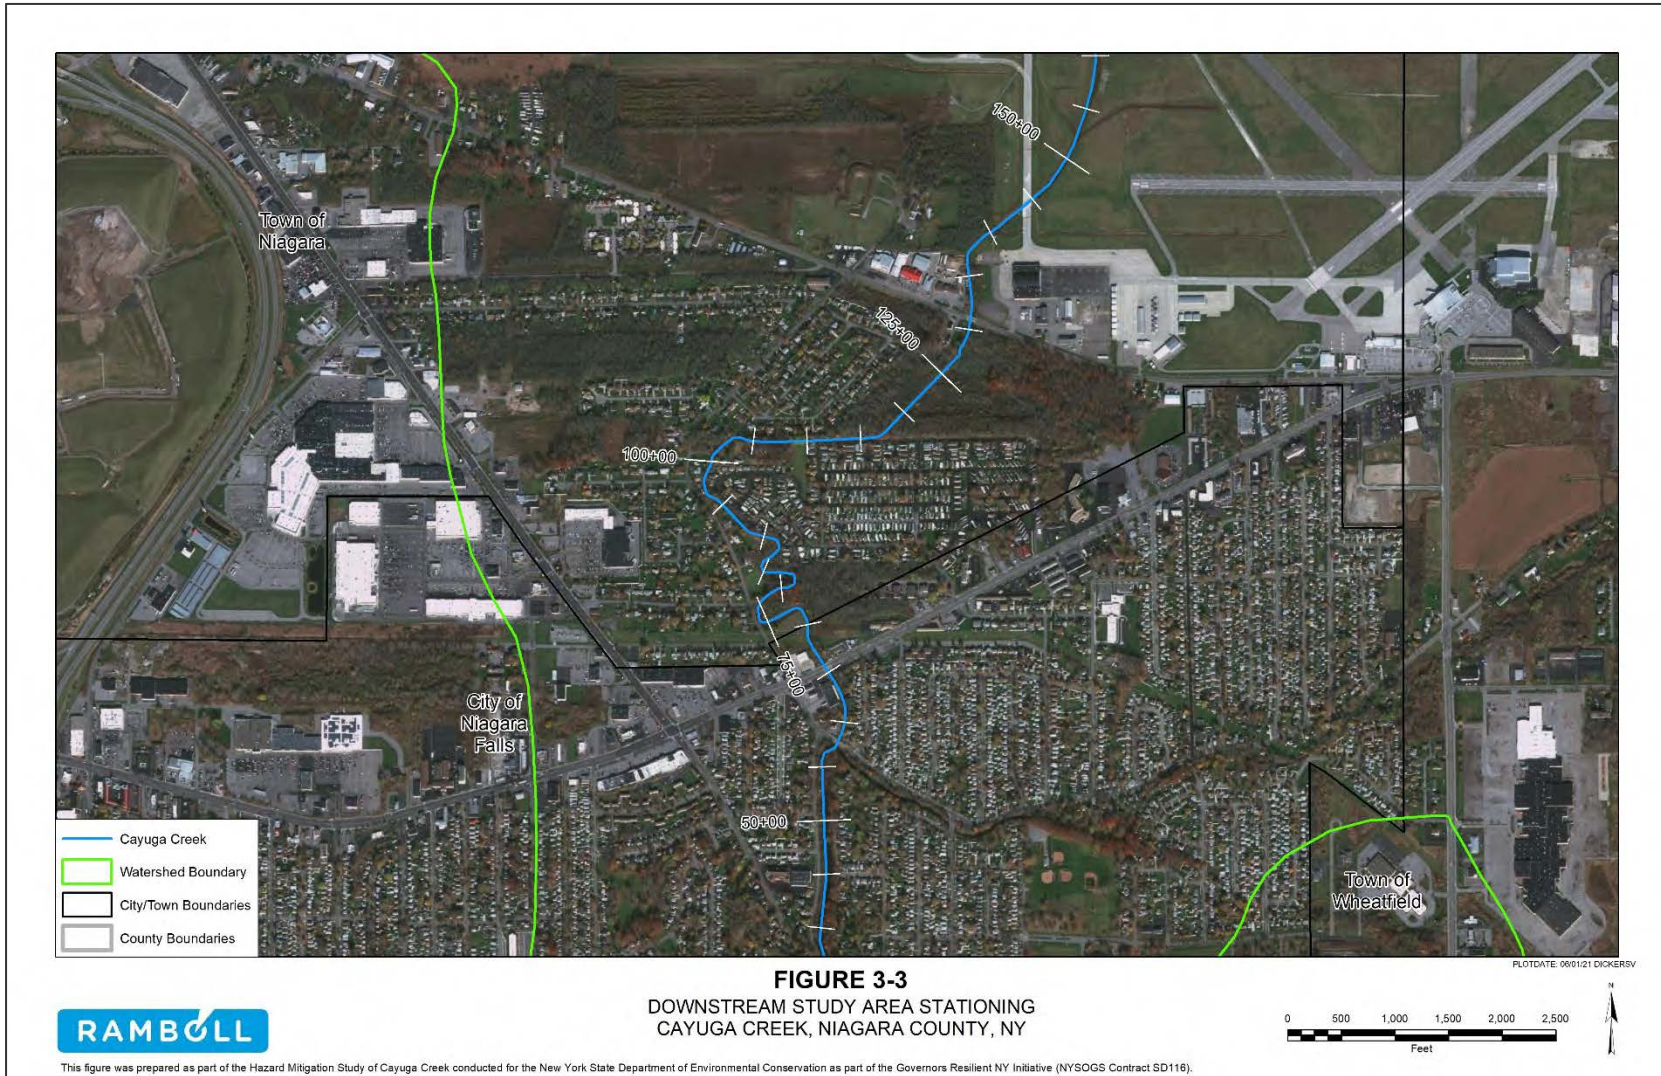 150+00
Town of
Niagara
125+00
100+00
75+00
City of
Niagara
Falls
50+00
Town of
Wheatfield
Cayuga Creek
Watershed Boundary
City/Town Boundaries
County Boundaries
PLOTDATE: 06/01/21 DICKERSV
FIGURE 3-3
DOWNSTREAM STUDY AREA STATIONING
CAYUGA CREEK, NIAGARA COUNTY, NY
RAMBOLL
0 500 1,000 1,500 2,000 2,500
Feet
N
This figure was prepared as part of the Hazard Mitigation Study of Cayuga Creek conducted for the New York State Department of Environmental Conservation as part of the Governors Resilient NY Initiative (NYSOGS Contract SD116).